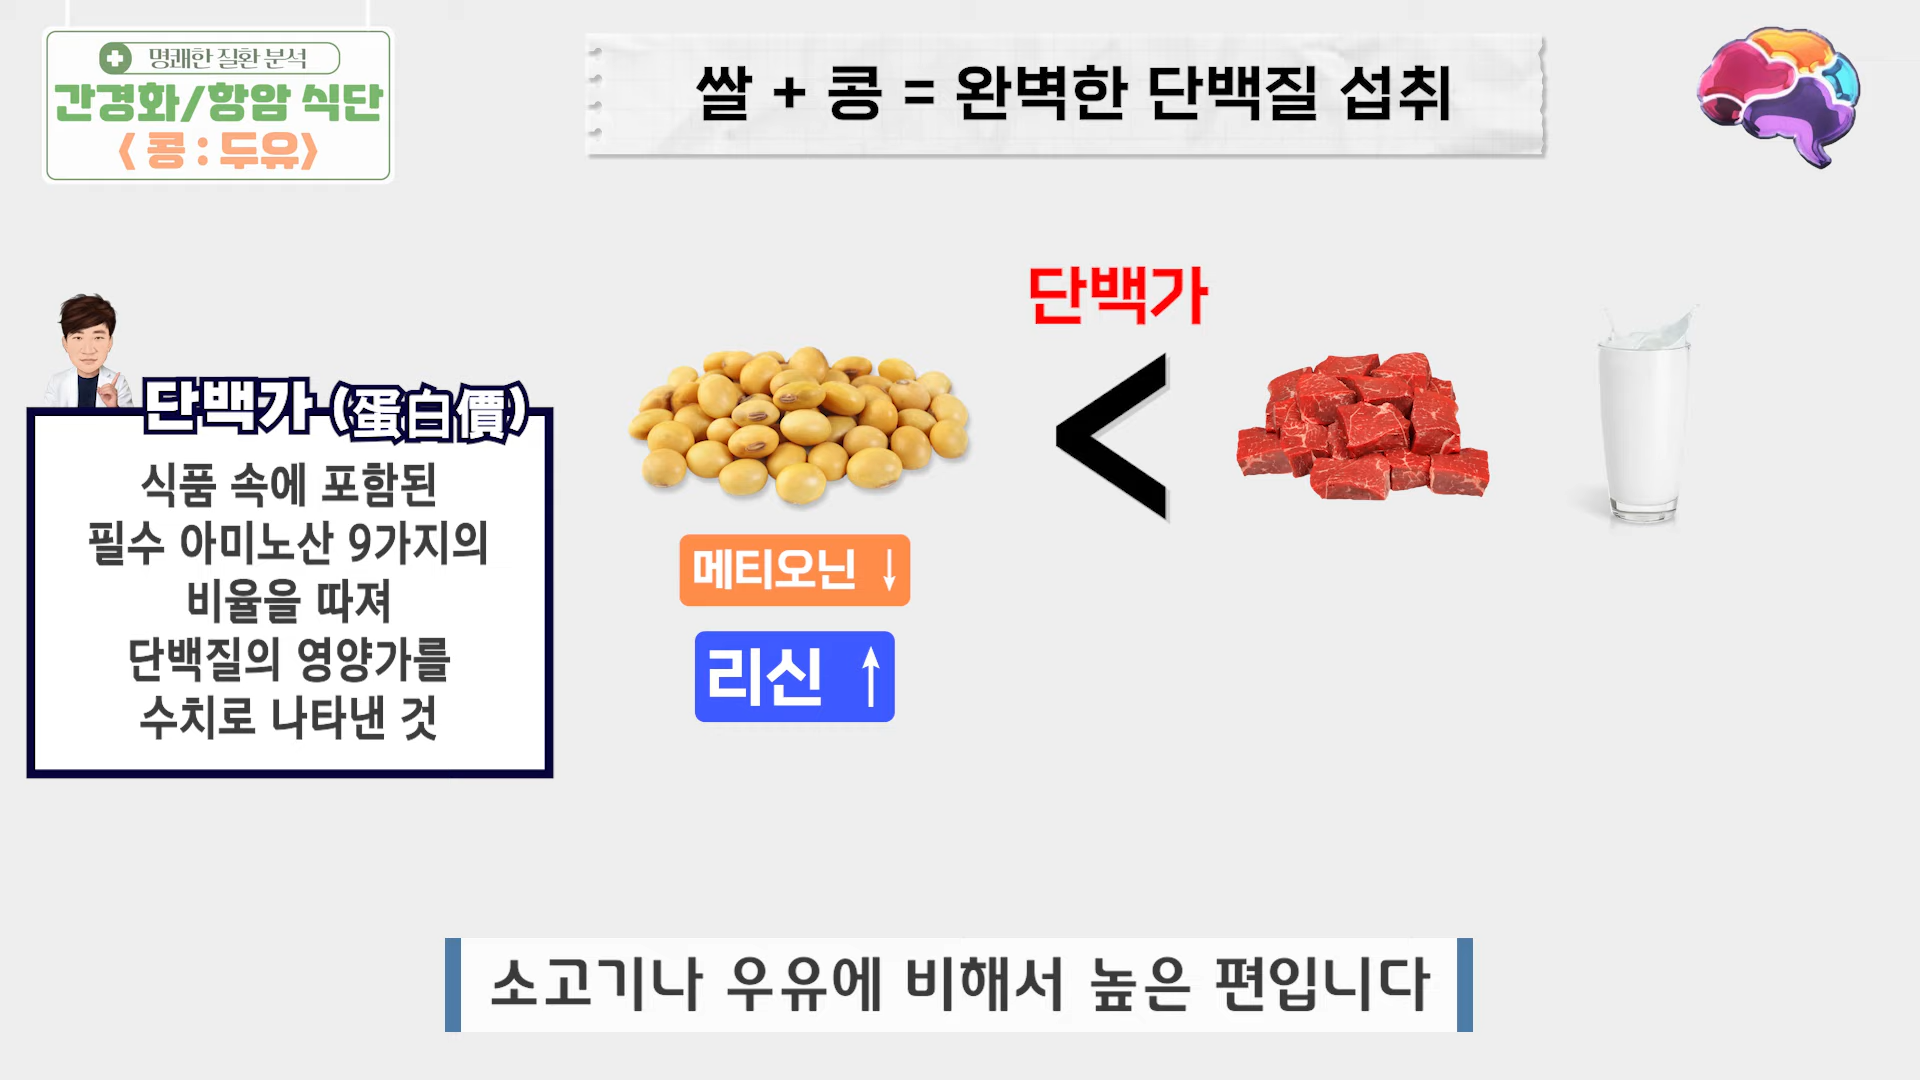 명쾌한 질환 분석
간경화/항암 식단
〈 콩 : 두유〉
쌀 + 콩 = 완벽한 단백질 섭취
단백가
<
단백가 (蛋白價)
식품 속에 포함된
필수 아미노산 9가지의
비율을 따져
단백질의 영양가를
수치로 나타낸 것
메티오닌 ↓
리신 ↑
소고기나 우유에 비해서 높은 편입니다